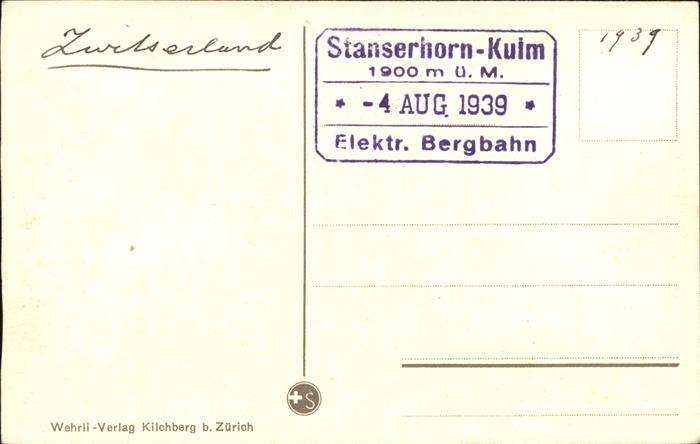 Zwitserland
Stanserhorn-Kulm
1900 m ü. M.
* -4 AUG. 1939 *
Elektr. Bergbahn
1939
S
Wehrli-Verlag Kilchberg b. Zürich